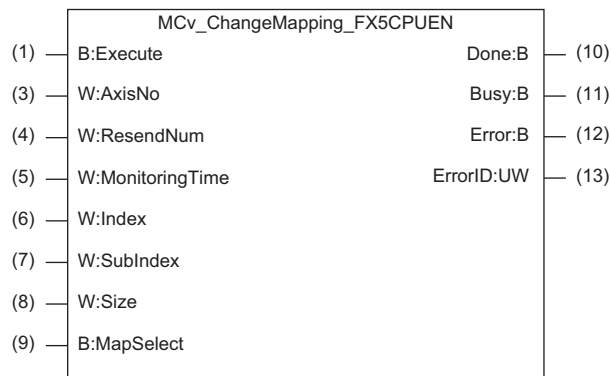 MCv_ChangeMapping_FX5CPUEN
(1) B:Execute Done:B (10)
(3) W:AxisNo Busy:B (11)
(4) W:ResendNum Error:B (12)
(5) W:MonitoringTime ErrorID:UW (13)
(6) W:Index
(7) W:SubIndex
(8) W:Size
(9) B:MapSelect